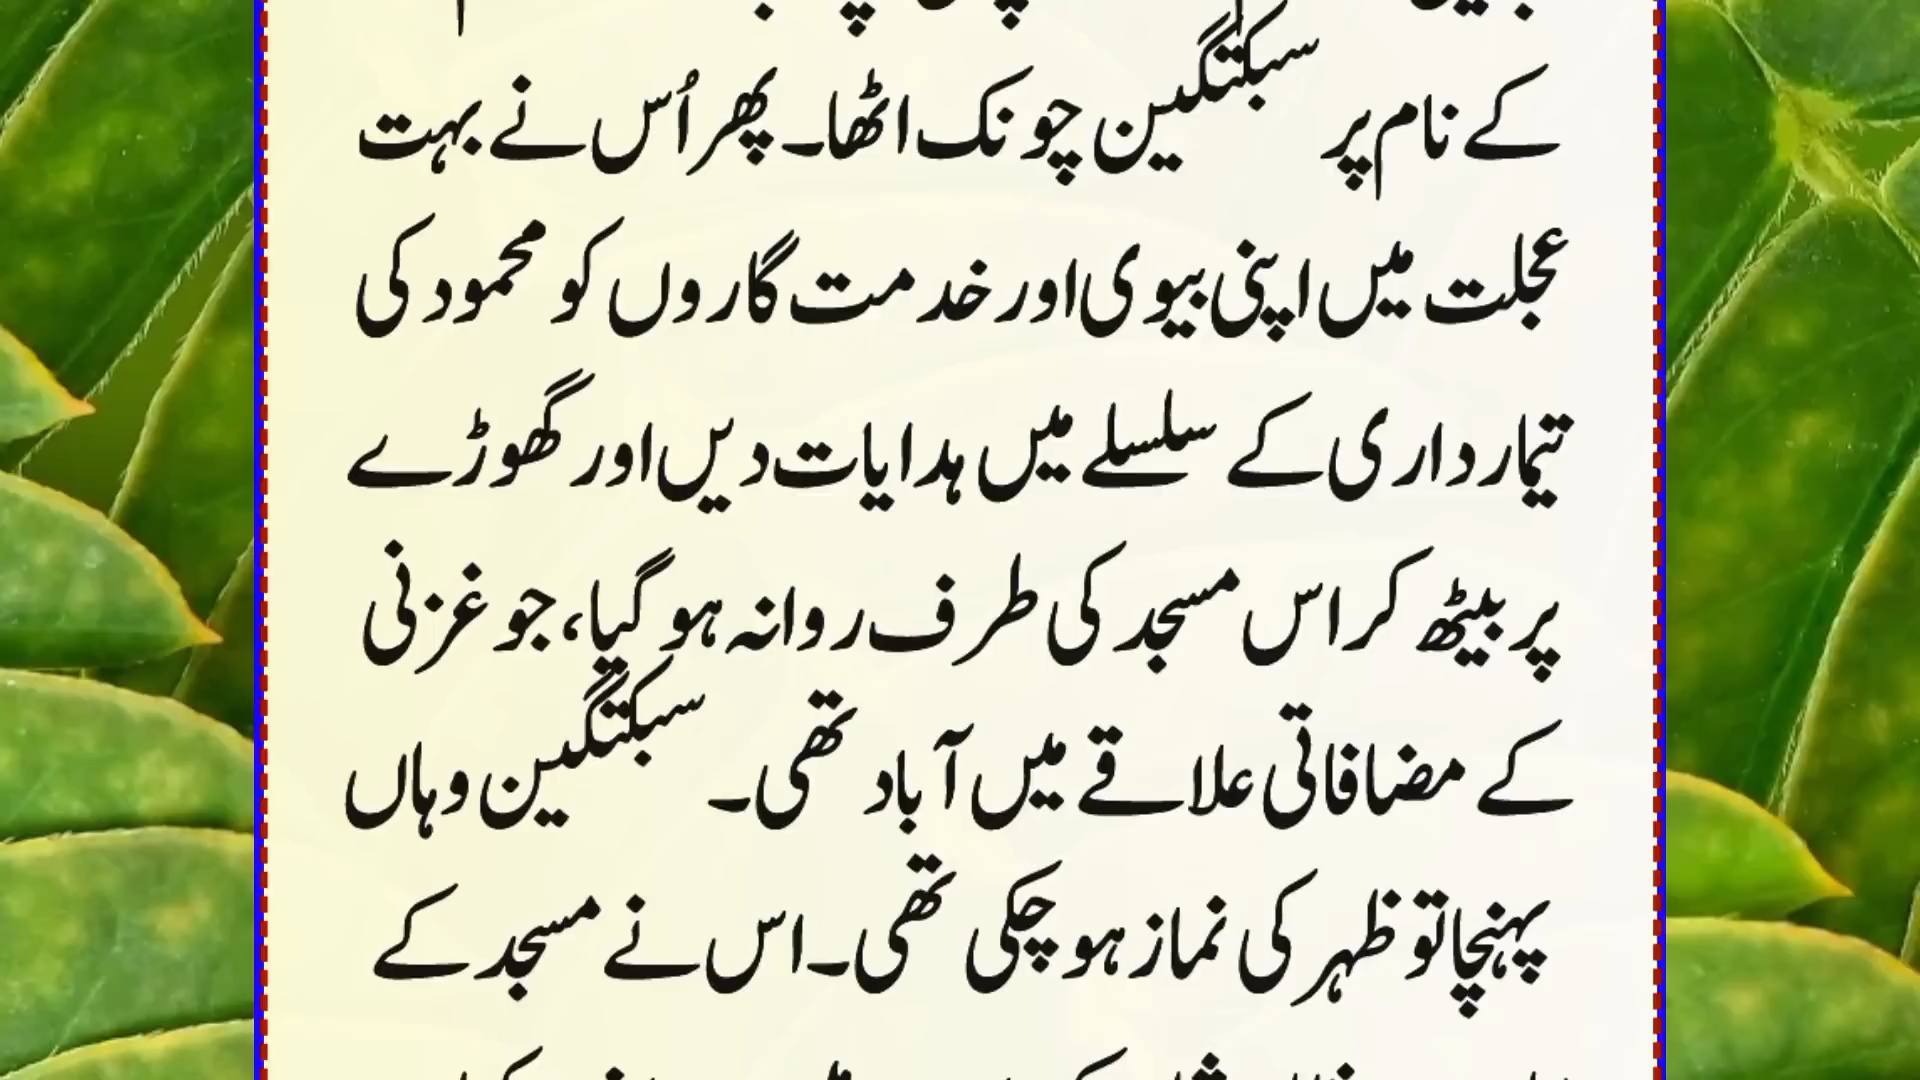 کے نام پر سبکتگین چونک اٹھا۔ پھر اُس نے بہت
عجلت میں اپنی بیوی اور خدمت گاروں کو محمود کی
تیمارداری کے سلسلے میں ہدایات دیں اور گھوڑے
پر بیٹھ کر اس مسجد کی طرف روانہ ہو گیا، جو غزنی
کے مضافاتی علاقے میں آباد تھی۔ سبکتگین وہاں
پہنچا تو ظہر کی نماز ہو چکی تھی۔ اس نے مسجد کے